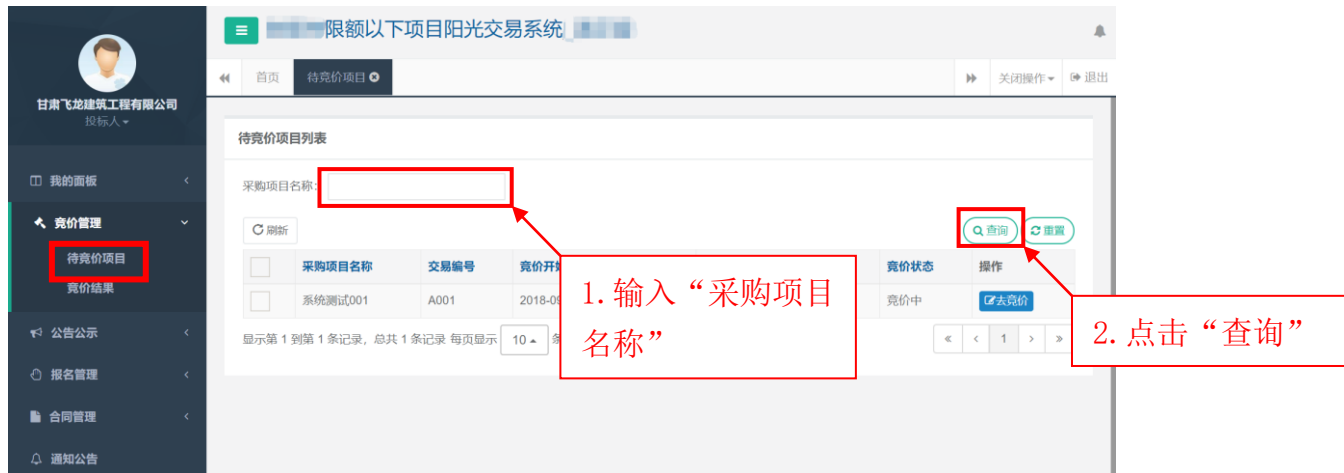 限额以下项目阳光交易系统
首页
待竞价项目
关闭操作
退出
甘肃飞龙建筑工程有限公司
投标人
我的面板
竞价管理
待竞价项目
竞价结果
公告公示
报名管理
合同管理
通知公告
待竞价项目列表
采购项目名称:
刷新
查询
重置
采购项目名称 交易编号 竞价开始 竞价状态 操作
系统测试001 A001 2018-09 竞价中 去竞价
显示第 1 到第 1 条记录，总共 1 条记录 每页显示 10 条
« ‹ 1 › »
1. 输入“采购项目
名称”
2. 点击“查询”